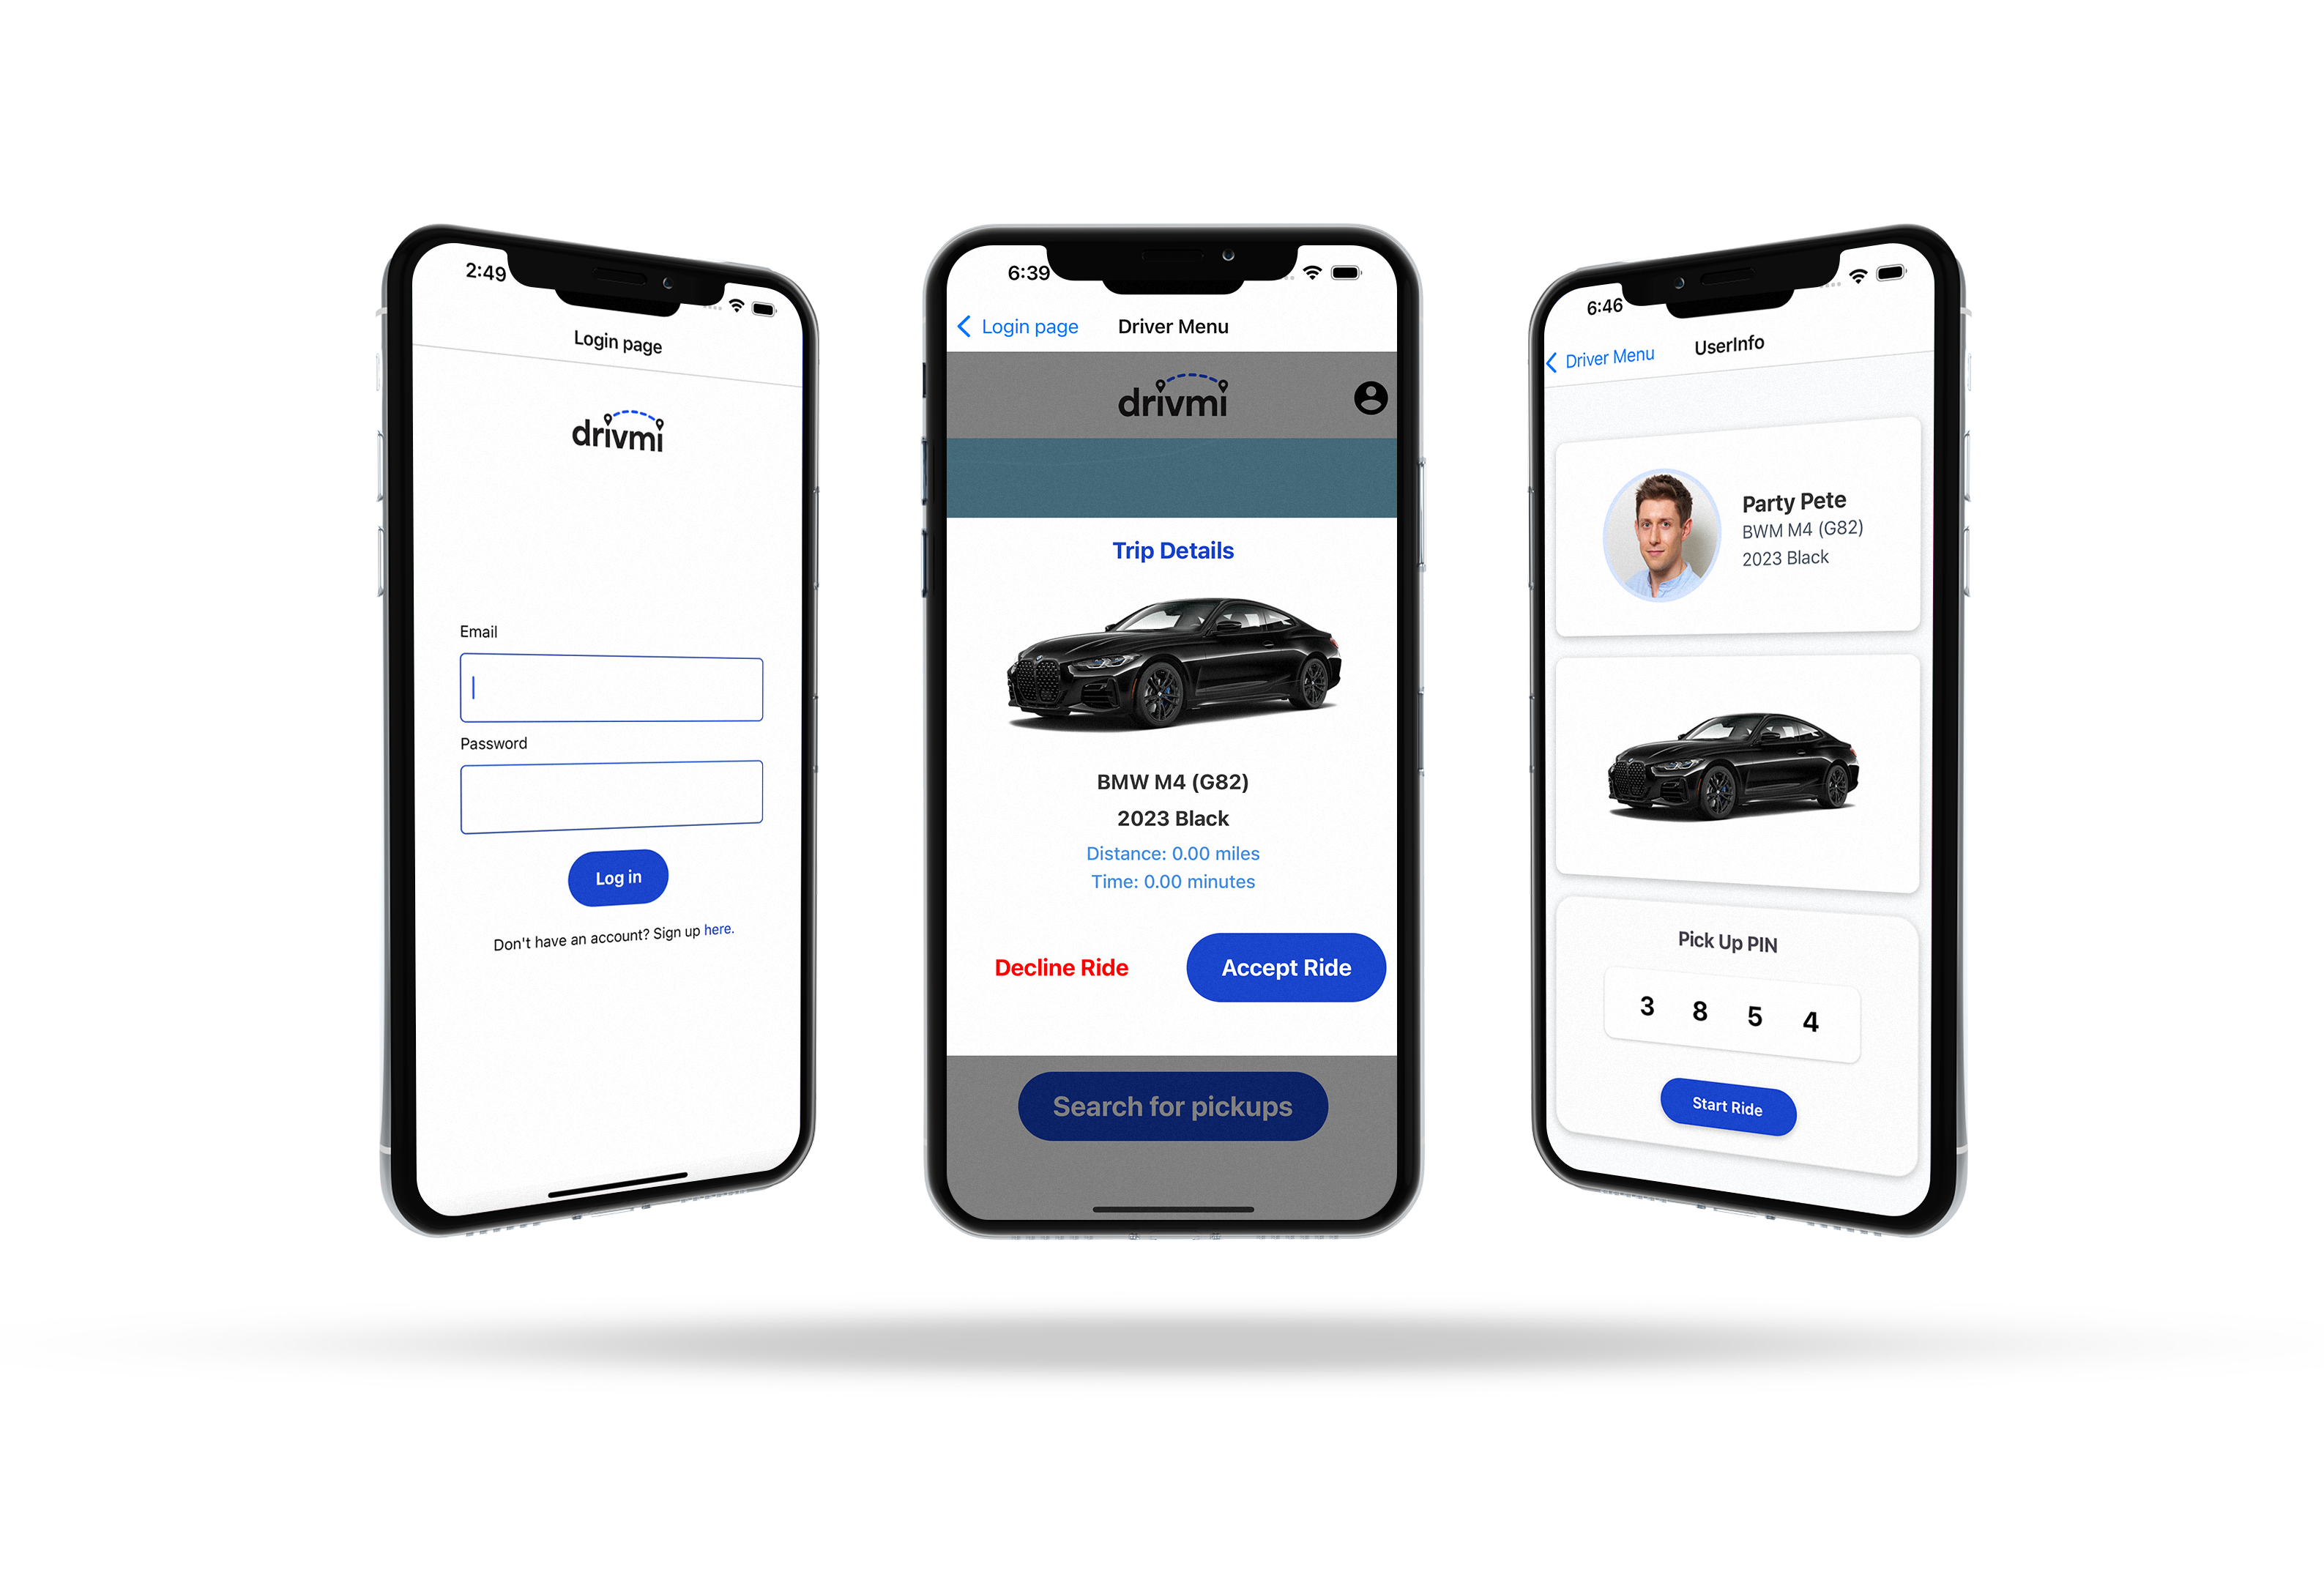 2:49
Login page
drivmi
Email
Password
Log in
Don't have an account? Sign up here.
6:39
Login page
Driver Menu
drivmi
Trip Details
BMW M4 (G82)
2023 Black
Distance: 0.00 miles
Time: 0.00 minutes
Decline Ride
Accept Ride
Search for pickups
6:46
Driver Menu
UserInfo
Party Pete
BWM M4 (G82)
2023 Black
Pick Up PIN
3 8 5 4
Start Ride